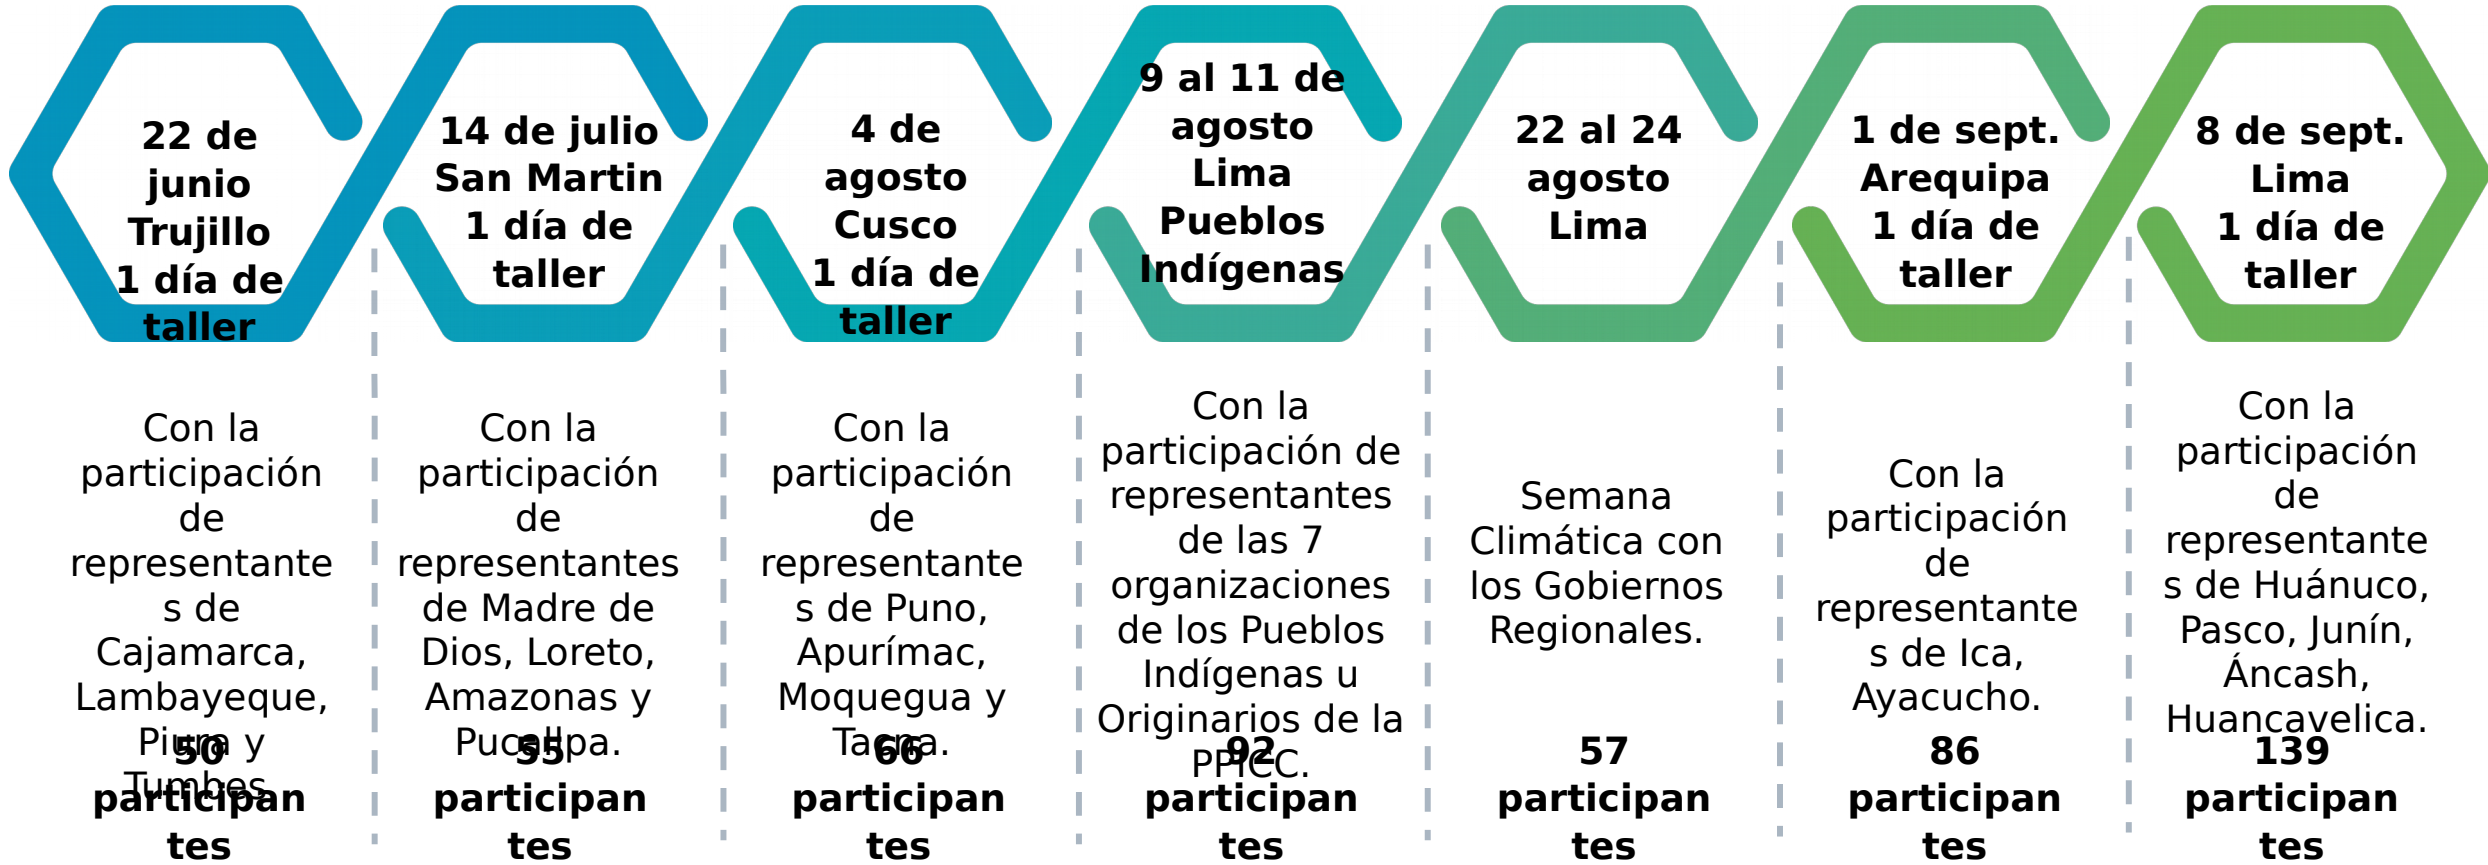 22 de
junio
Trujillo
1 día de
taller
14 de julio
San Martin
1 día de
taller
4 de
agosto
Cusco
1 día de
taller
9 al 11 de
agosto
Lima
Pueblos
Indígenas
22 al 24
agosto
Lima
1 de sept.
Arequipa
1 día de
taller
8 de sept.
Lima
1 día de
taller
Con la
participación
de
representante
s de
Cajamarca,
Lambayeque,
Piura y
Tumbes.
50
participan
tes
Con la
participación
de
representantes
de Madre de
Dios, Loreto,
Amazonas y
Pucallpa.
55
participan
tes
Con la
participación
de
representante
s de Puno,
Apurímac,
Moquegua y
Tacna.
66
participan
tes
Con la
participación de
representantes
de las 7
organizaciones
de los Pueblos
Indígenas u
Originarios de la
PPICC.
92
participan
tes
Semana
Climática con
los Gobiernos
Regionales.
57
participan
tes
Con la
participación
de
representante
s de Ica,
Ayacucho.
86
participan
tes
Con la
participación
de
representante
s de Huánuco,
Pasco, Junín,
Áncash,
Huancavelica.
139
participan
tes